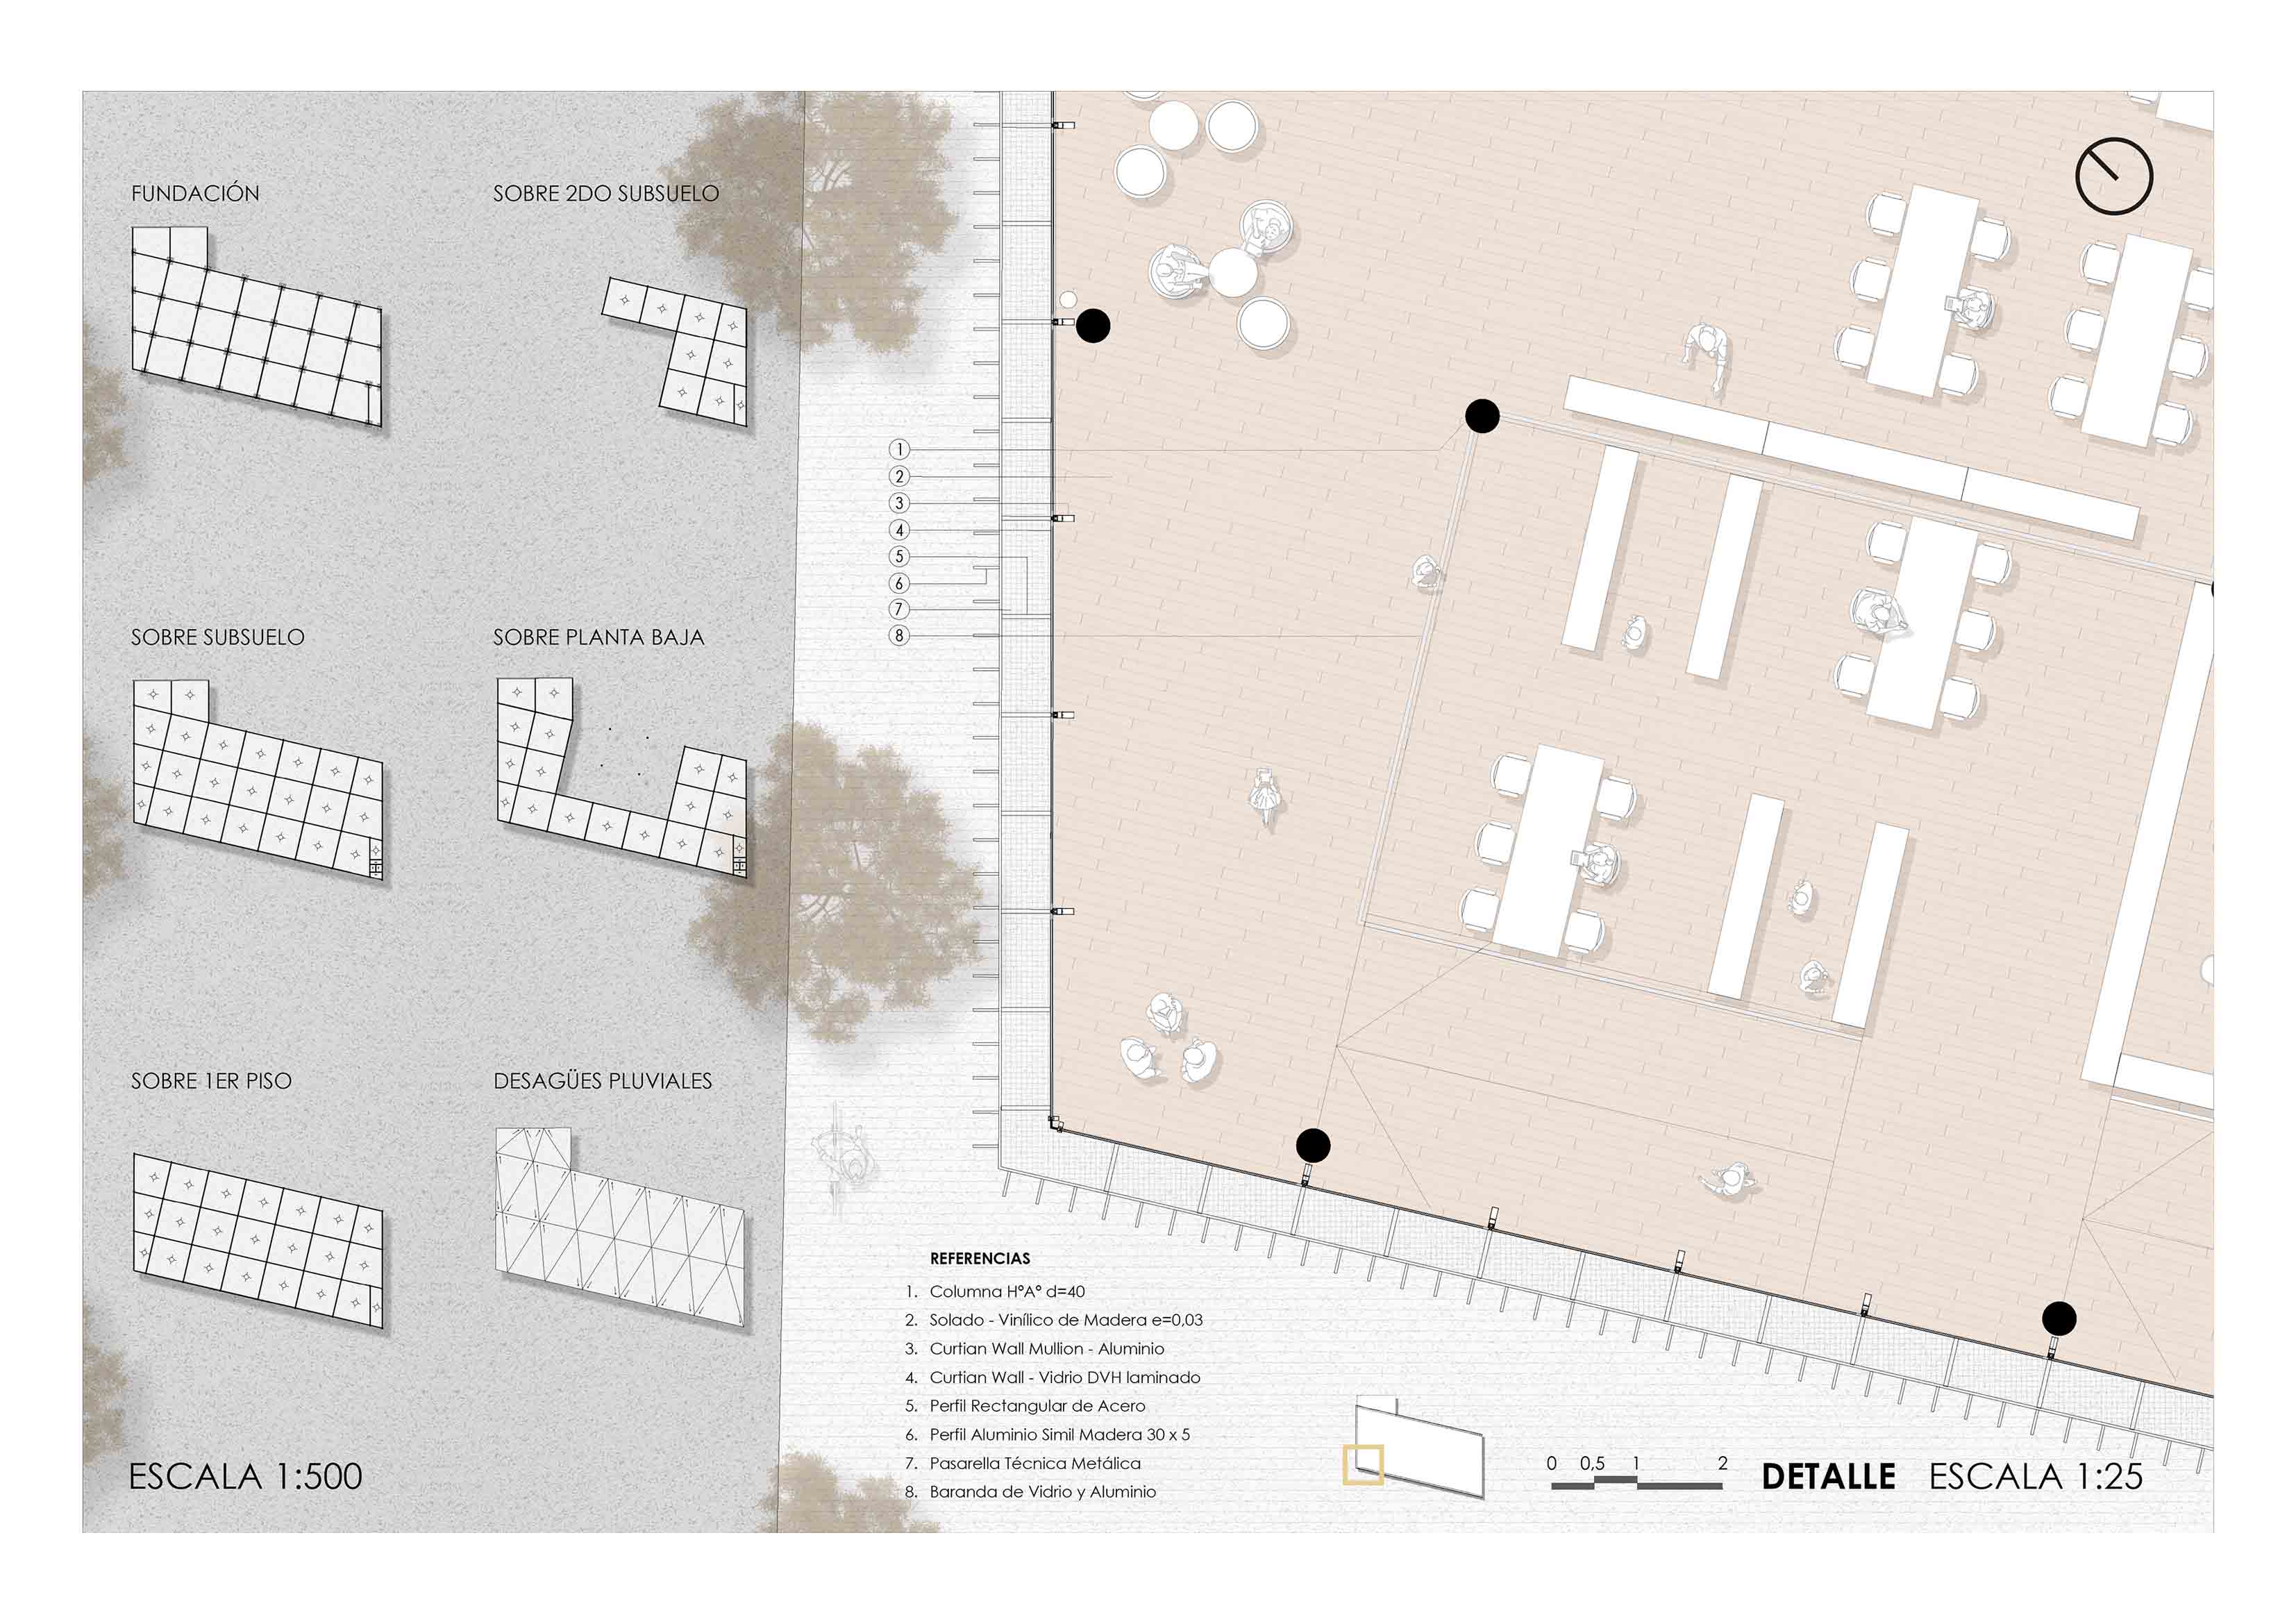 FUNDACIÓN
SOBRE 2DO SUBSUELO
SOBRE SUBSUELO
SOBRE PLANTA BAJA
SOBRE 1ER PISO
DESAGÜES PLUVIALES
ESCALA 1:500
1
2
3
4
5
6
7
8
REFERENCIAS
1. Columna H°A° d=40
2. Solado - Vinílico de Madera e=0,03
3. Curtian Wall Mullion - Aluminio
4. Curtian Wall - Vidrio DVH laminado
5. Perfil Rectangular de Acero
6. Perfil Aluminio Simil Madera 30 x 5
7. Pasarella Técnica Metálica
8. Baranda de Vidrio y Aluminio
0 0,5 1 2
DETALLE ESCALA 1:25